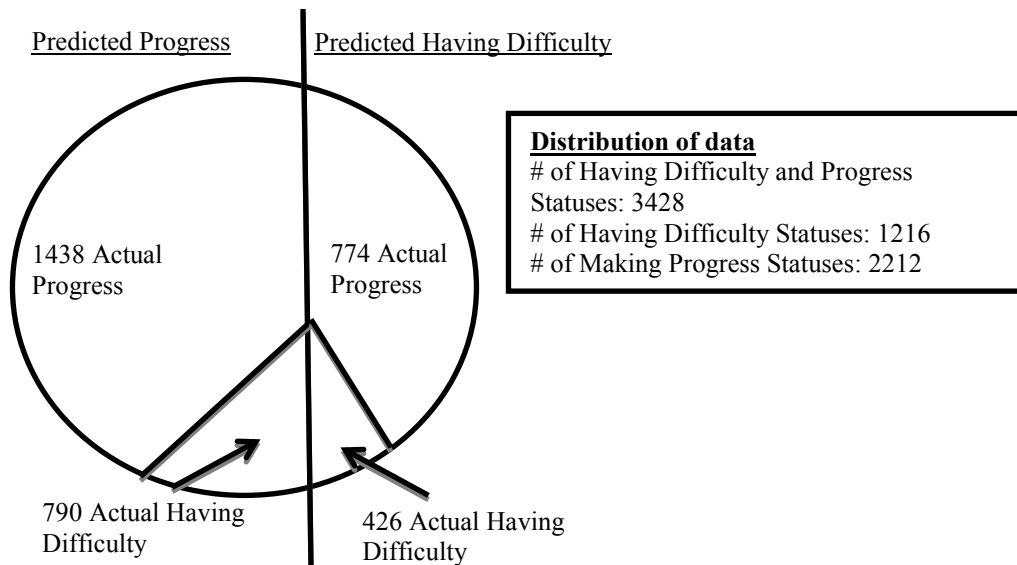 Predicted Progress
Predicted Having Difficulty
Distribution of data
# of Having Difficulty and Progress
Statuses: 3428
# of Having Difficulty Statuses: 1216
# of Making Progress Statuses: 2212
1438 Actual
Progress
774 Actual
Progress
790 Actual Having
Difficulty
426 Actual Having
Difficulty